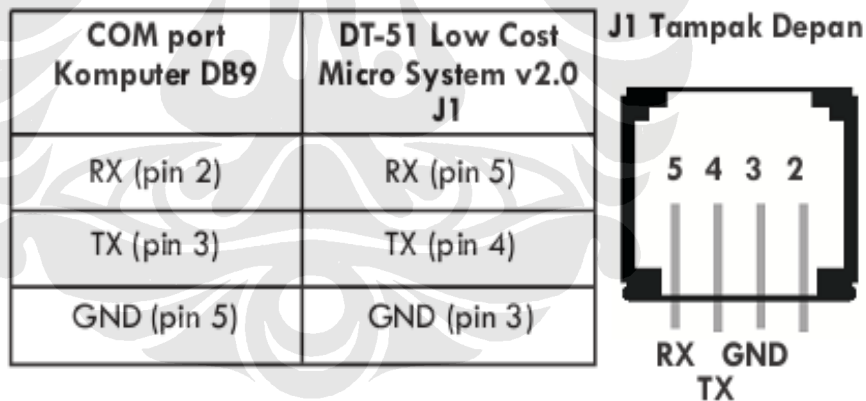 COM port
Komputer DB9
DT-51 Low Cost
Micro System v2.0
J1
RX (pin 2)
RX (pin 5)
TX (pin 3)
TX (pin 4)
GND (pin 5)
GND (pin 3)
J1 Tampak Depan
5 4 3 2
RX GND
TX